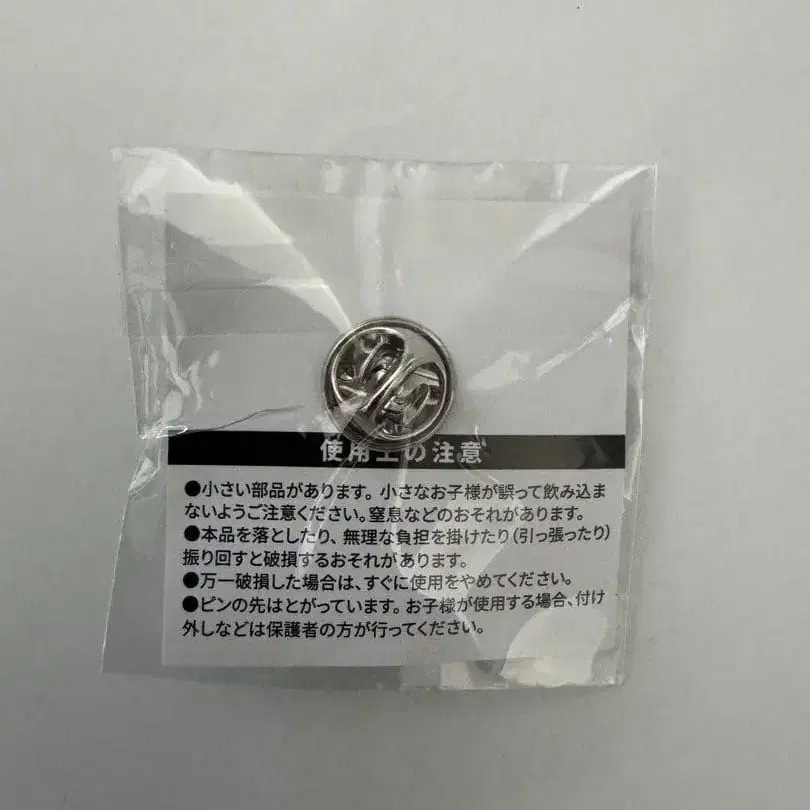 使用上の注意
●小さい部品があります。小さなお子様が誤って飲み込ま
ないようご注意ください。窒息などのおそれがあります。
●本品を落としたり、無理な負担を掛けたり(引っ張ったり)
振り回すと破損するおそれがあります。
●万一破損した場合は、すぐに使用をやめてください。
●ピンの先はとがっています。お子様が使用する場合、付け
外しなどは保護者の方が行ってください。